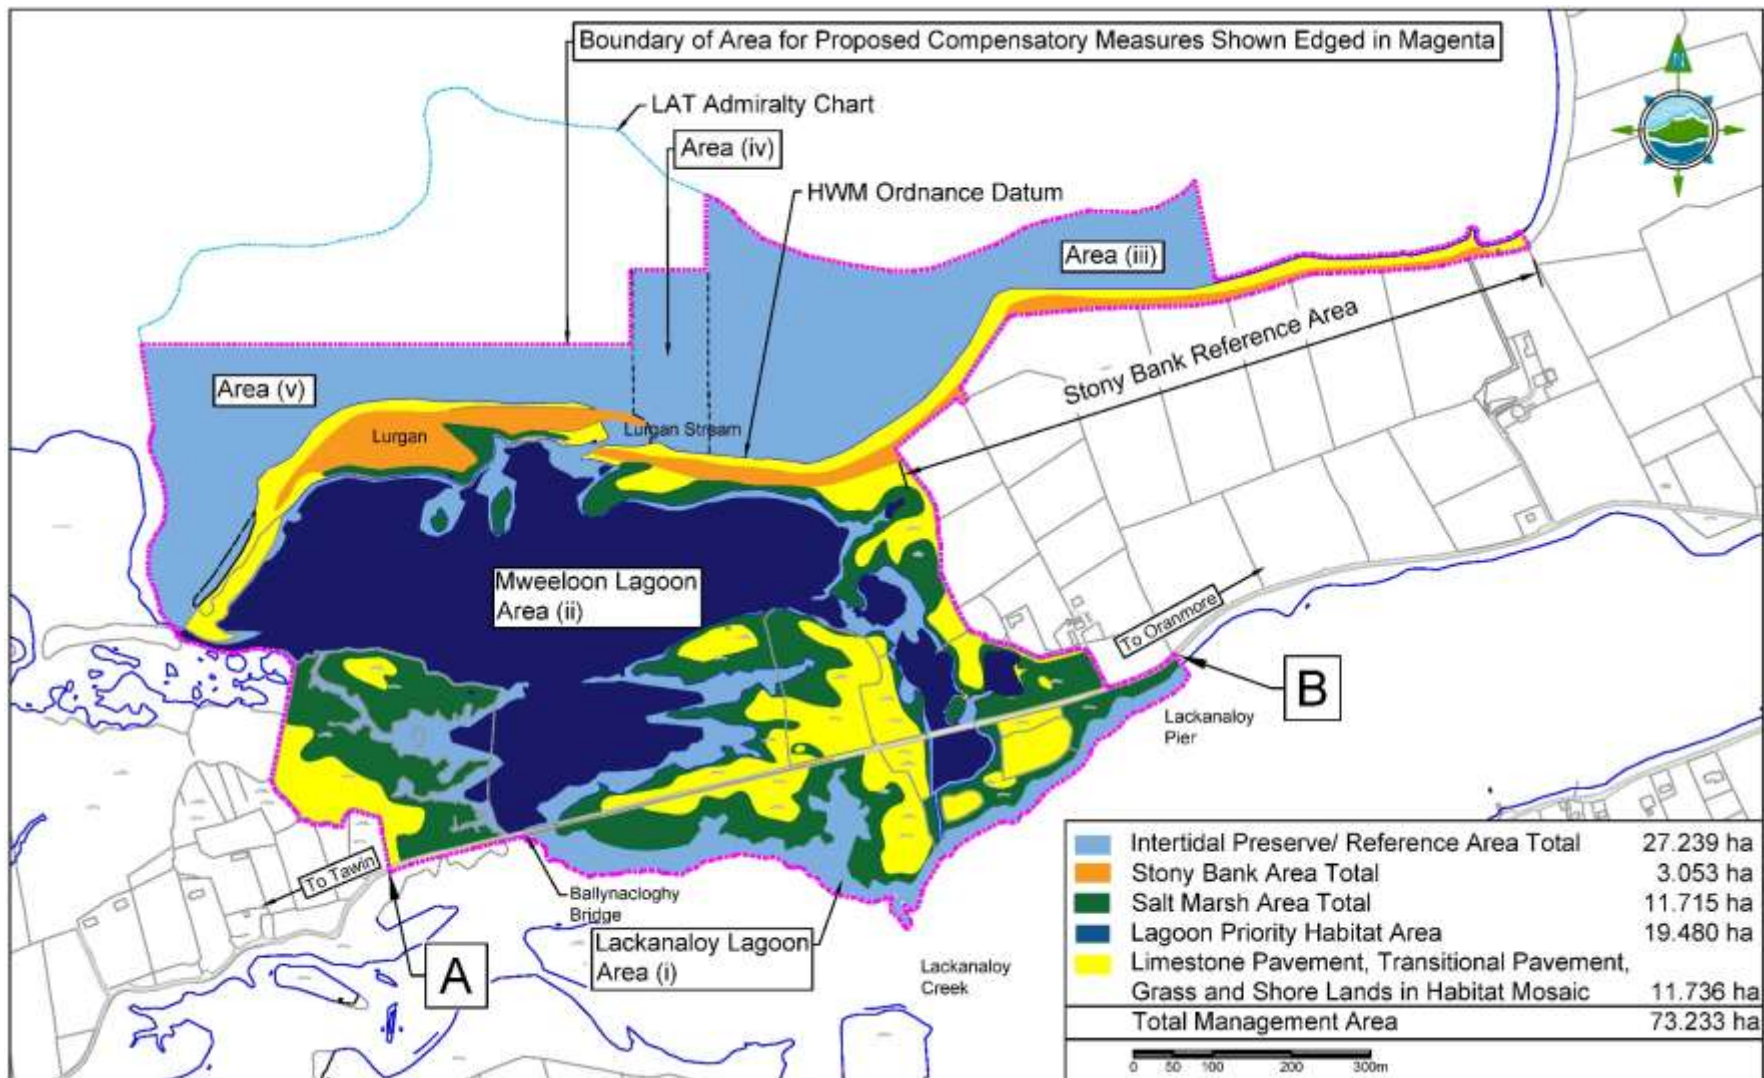 Boundary of Area for Proposed Compensatory Measures Shown Edged in Magenta
N
LAT Admiralty Chart
Area (iv)
HWM Ordnance Datum
Area (iii)
Stony Bank Reference Area
Area (v)
Lurgan
Lurgan Stream
Mweeloon Lagoon
Area (ii)
To Oranmore
B
Lackanaloy
Pier
To Tawin
A
Ballynacloghy
Bridge
Lackanaloy Lagoon
Area (i)
Lackanaloy
Creek
Intertidal Preserve/ Reference Area Total 27.239 ha
Stony Bank Area Total 3.053 ha
Salt Marsh Area Total 11.715 ha
Lagoon Priority Habitat Area 19.480 ha
Limestone Pavement, Transitional Pavement,
Grass and Shore Lands in Habitat Mosaic 11.736 ha
Total Management Area 73.233 ha
0 50 100 200 300m